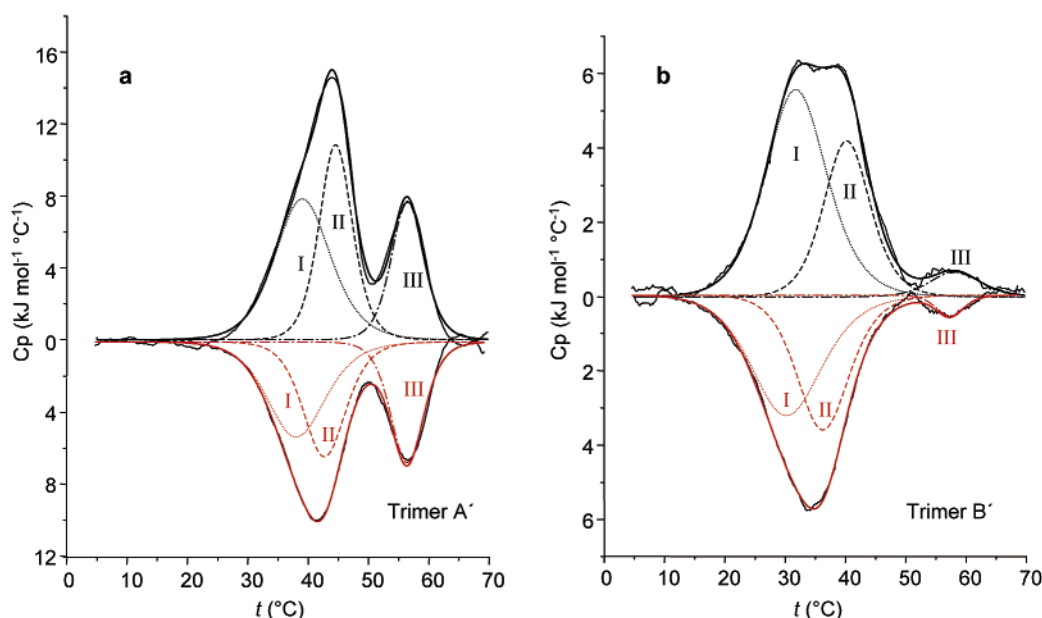 a
16
12
8
4
0
4
8
12
Cp (kJ mol⁻¹ °C⁻¹)
I
II
III
I
II
III
Trimer A´
0 10 20 30 40 50 60 70
t (°C)
b
6
4
2
0
2
4
6
Cp (kJ mol⁻¹ °C⁻¹)
I
II
III
I
II
III
Trimer B´
0 10 20 30 40 50 60 70
t (°C)